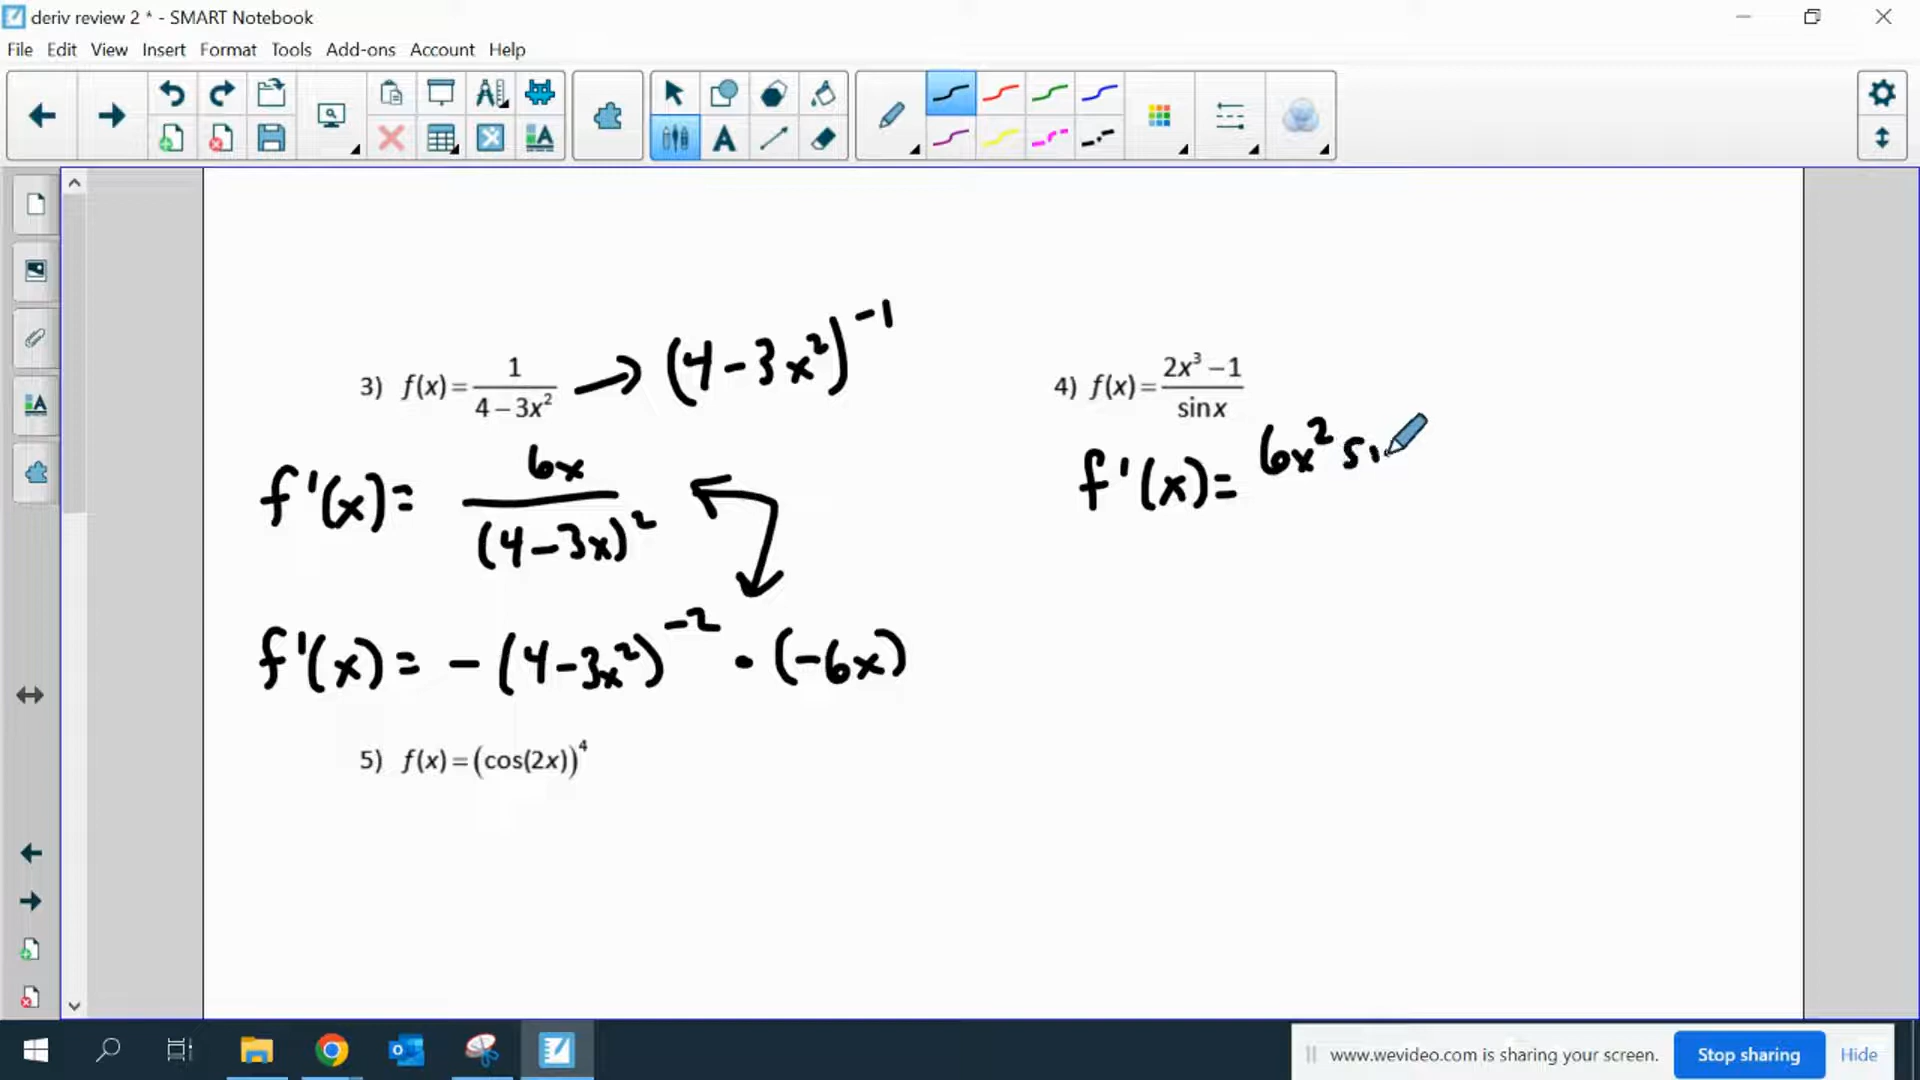 deriv review 2 * - SMART Notebook
File Edit View Insert Format Tools Add-ons Account Help
3) f(x) = 1/(4 − 3x²) → (4 − 3x²)⁻¹
f'(x) = 6x/(4 − 3x)²
f'(x) = −(4 − 3x²)⁻² · (−6x)
4) f(x) = (2x³ − 1)/sin x
f'(x) = 6x² si
5) f(x) = (cos(2x))⁴
www.wevideo.com is sharing your screen.
Stop sharing
Hide